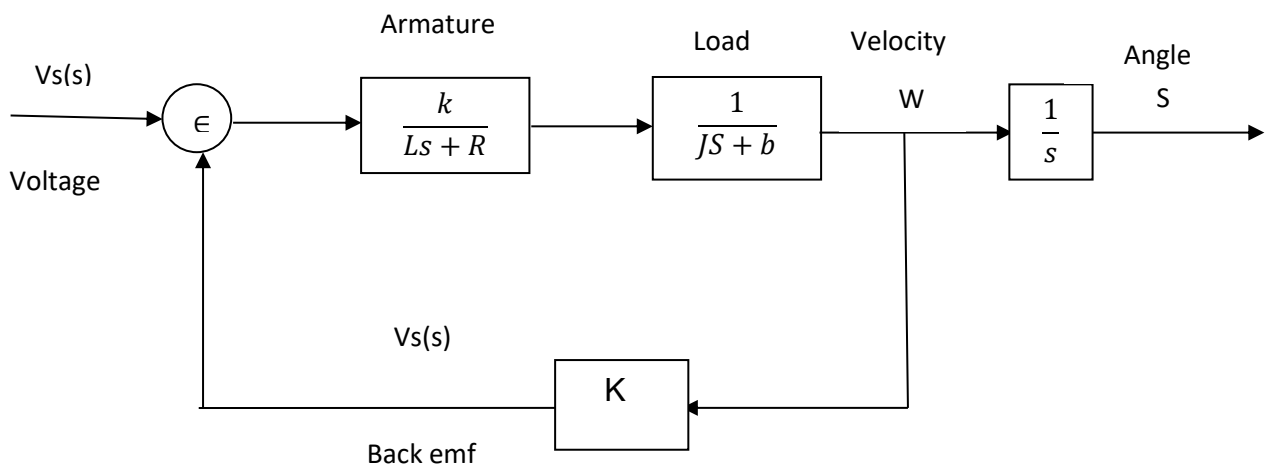 Armature
Load
Velocity
Angle
Vs(s)
W
S
∈
k
Ls + R
1
JS + b
1
s
Voltage
Vs(s)
K
Back emf